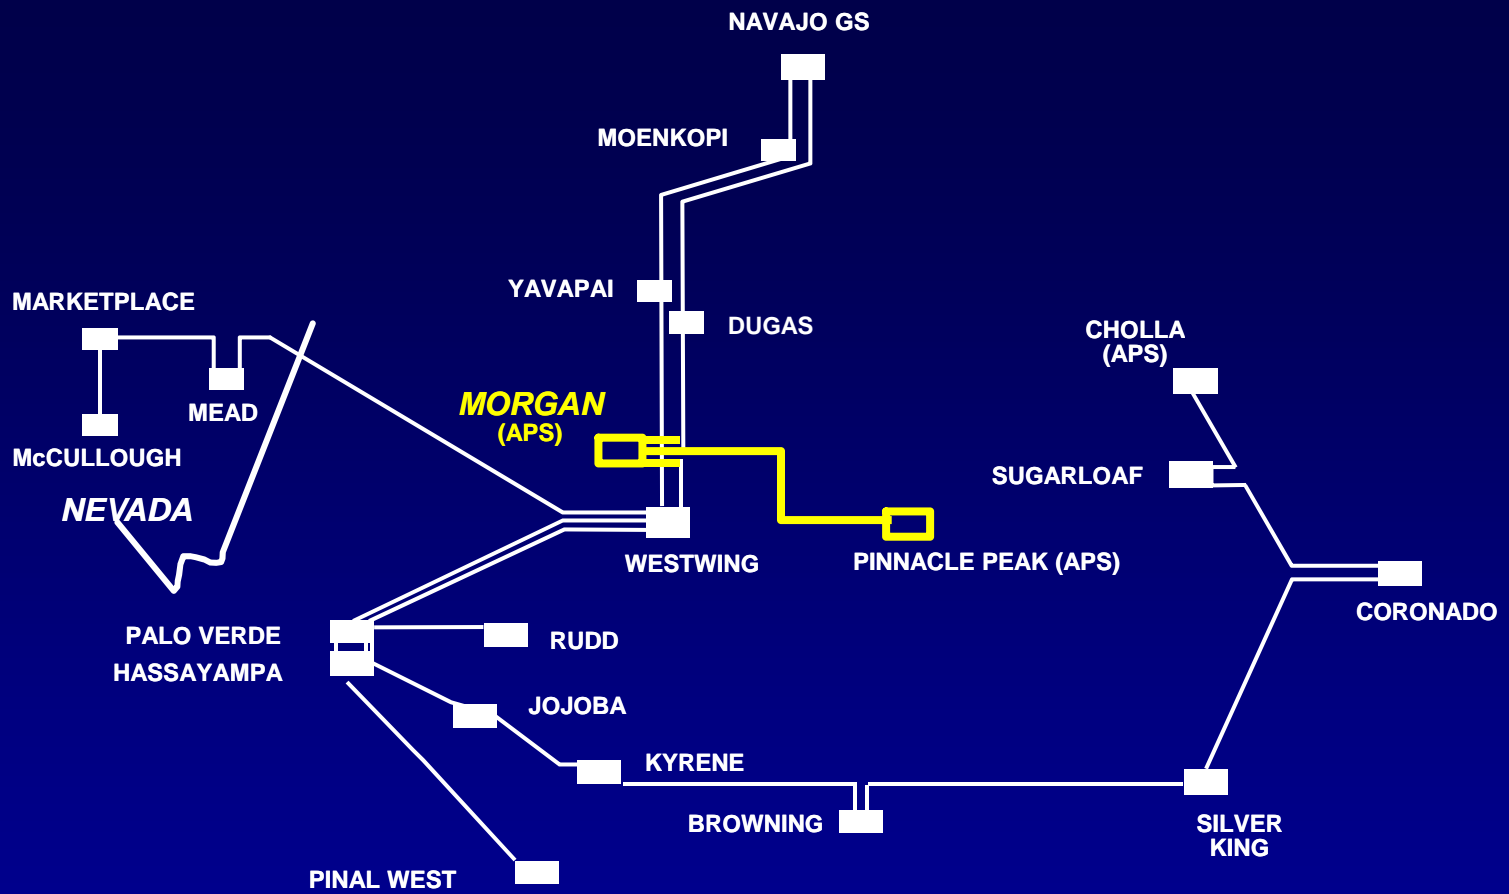 NAVAJO GS
MOENKOPI
YAVAPAI
MARKETPLACE
DUGAS
CHOLLA
(APS)
MEAD
MORGAN
(APS)
McCULLOUGH
SUGARLOAF
NEVADA
WESTWING
PINNACLE PEAK (APS)
CORONADO
PALO VERDE
RUDD
HASSAYAMPA
JOJOBA
KYRENE
BROWNING
SILVER
KING
PINAL WEST